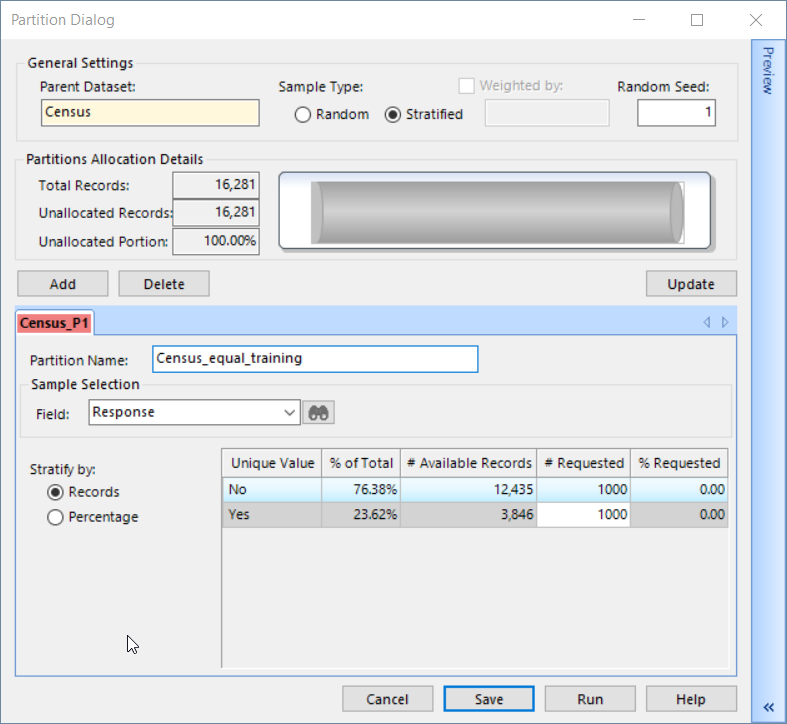 Partition Dialog
General Settings
Parent Dataset:
Census
Sample Type:
Random
Stratified
Weighted by:
Random Seed:
1
Preview
Partitions Allocation Details
Total Records: 16,281
Unallocated Records: 16,281
Unallocated Portion: 100.00%
Add Delete Update
Census_P1
Partition Name: Census_equal_training
Sample Selection
Field: Response
Stratify by:
Records
Percentage
Unique Value % of Total # Available Records # Requested % Requested
No 76.38% 12,435 1000 0.00
Yes 23.62% 3,846 1000 0.00
Cancel Save Run Help